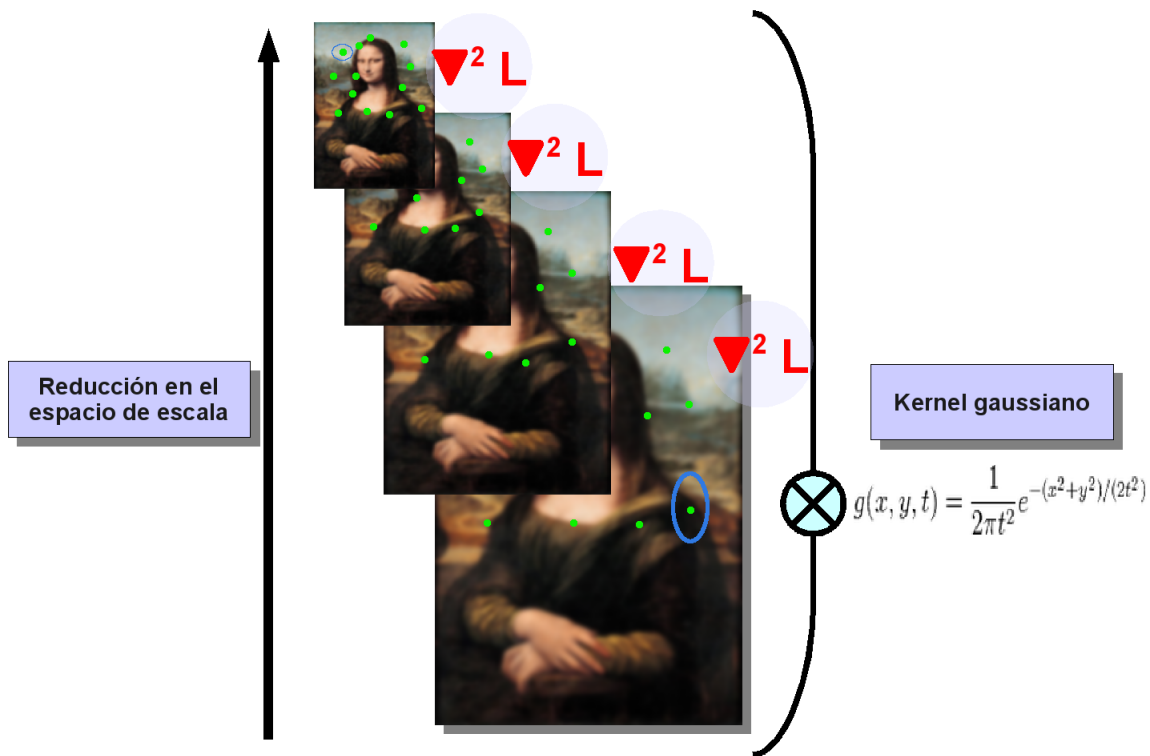 ▼² L
▼² L
▼² L
▼² L
Reducción en el
espacio de escala
Kernel gaussiano
g(x, y, t) = 1/(2πt²) e^{-(x²+y²)/(2t²)}